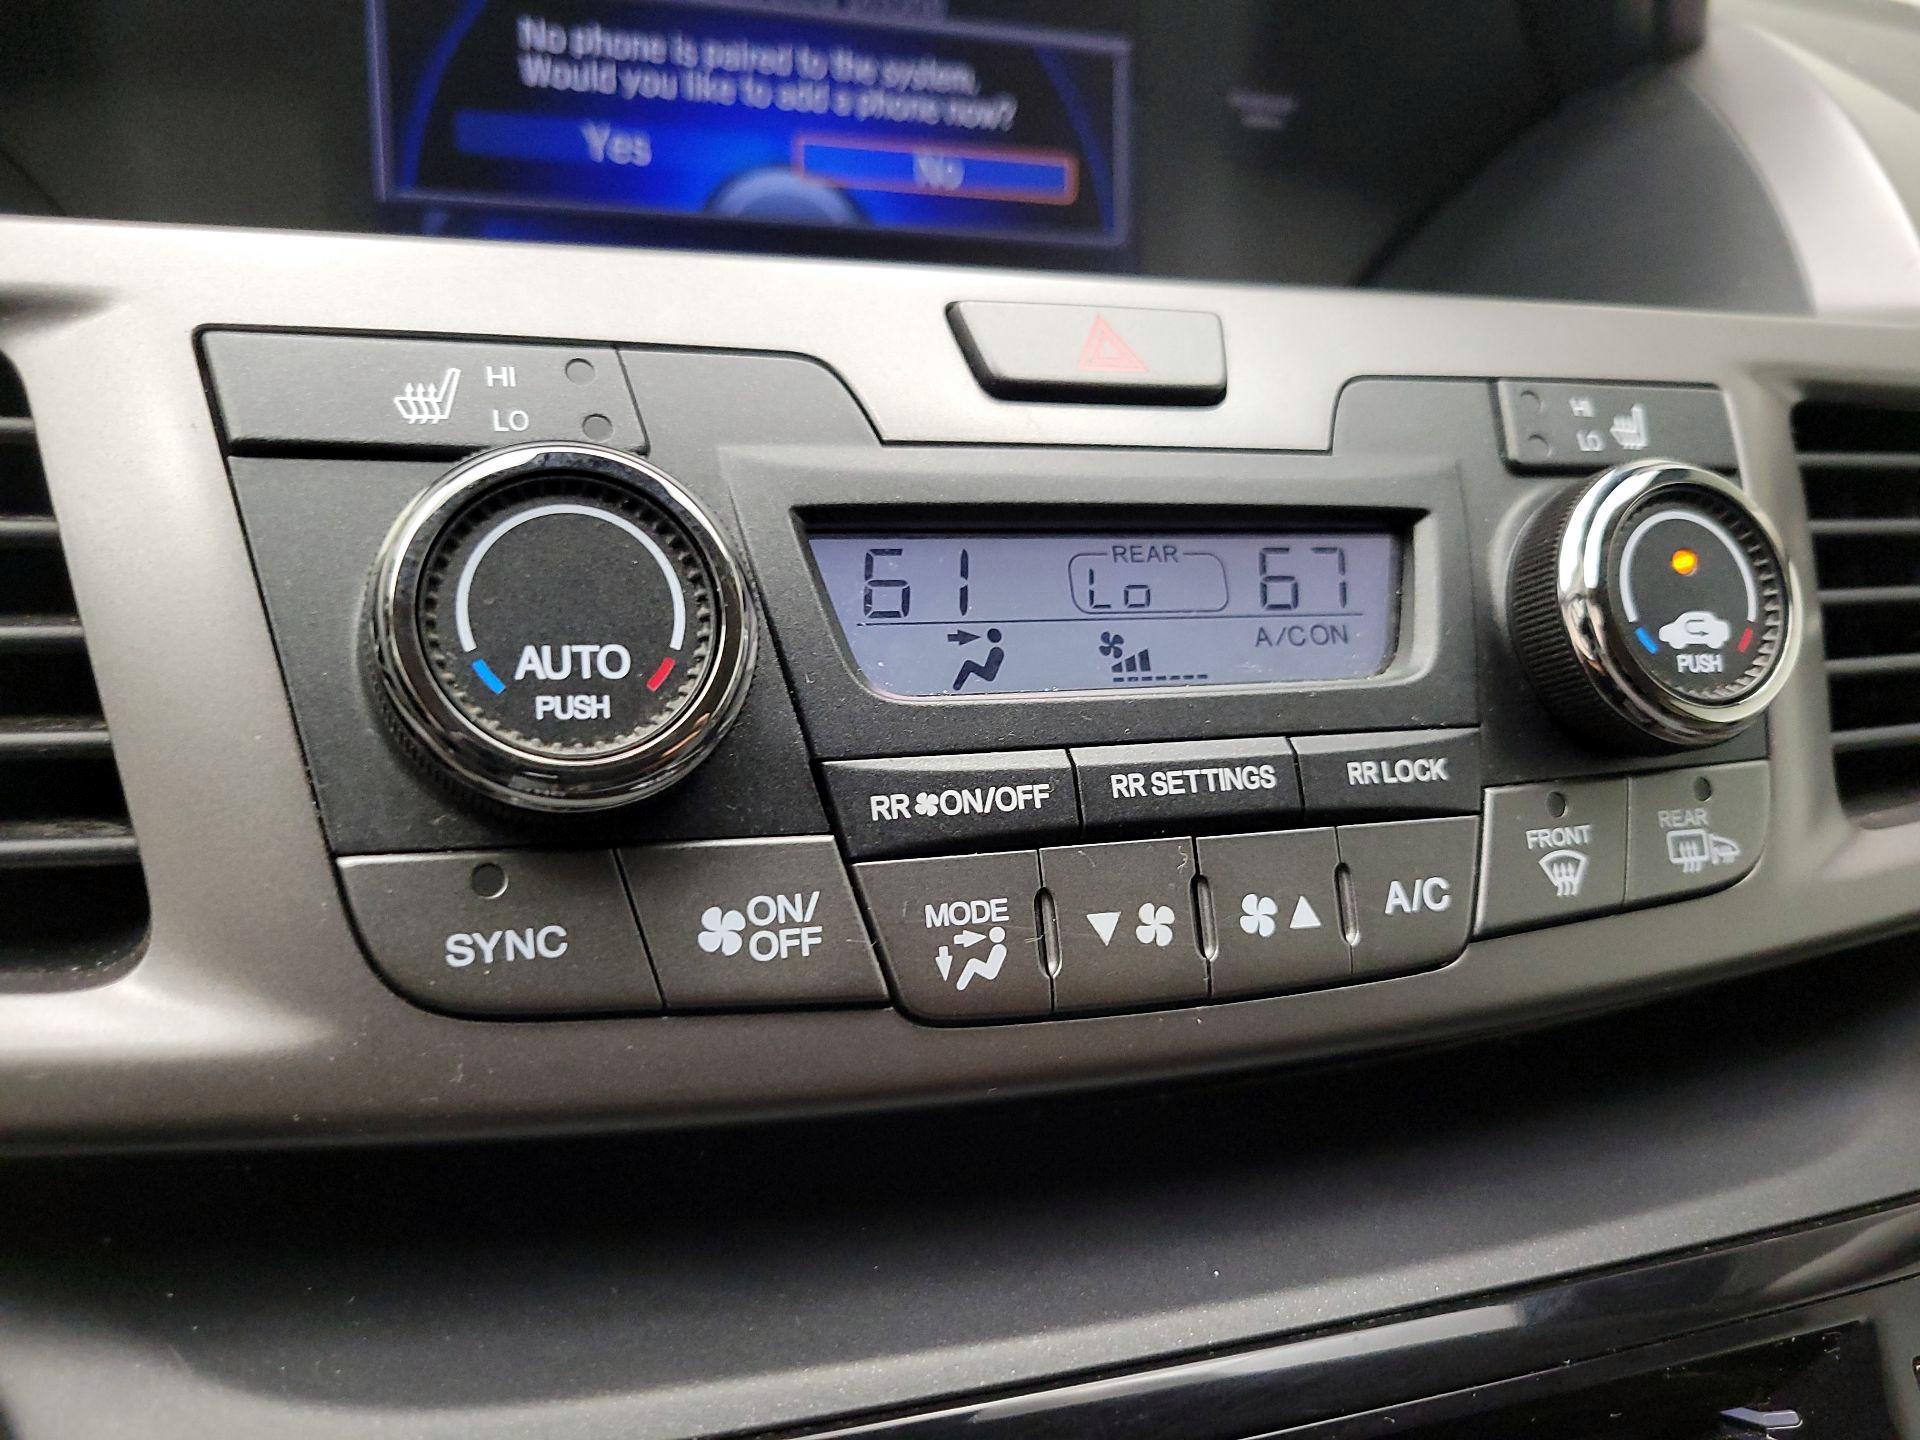 No phone is paired to the system.
Would you like to add a phone now?
Yes
No
HI
LO
HI
LO
61
REAR
Lo
67
A/C ON
AUTO
PUSH
PUSH
RR ON/OFF
RR SETTINGS
RR LOCK
FRONT
REAR
SYNC
ON/
OFF
MODE
A/C